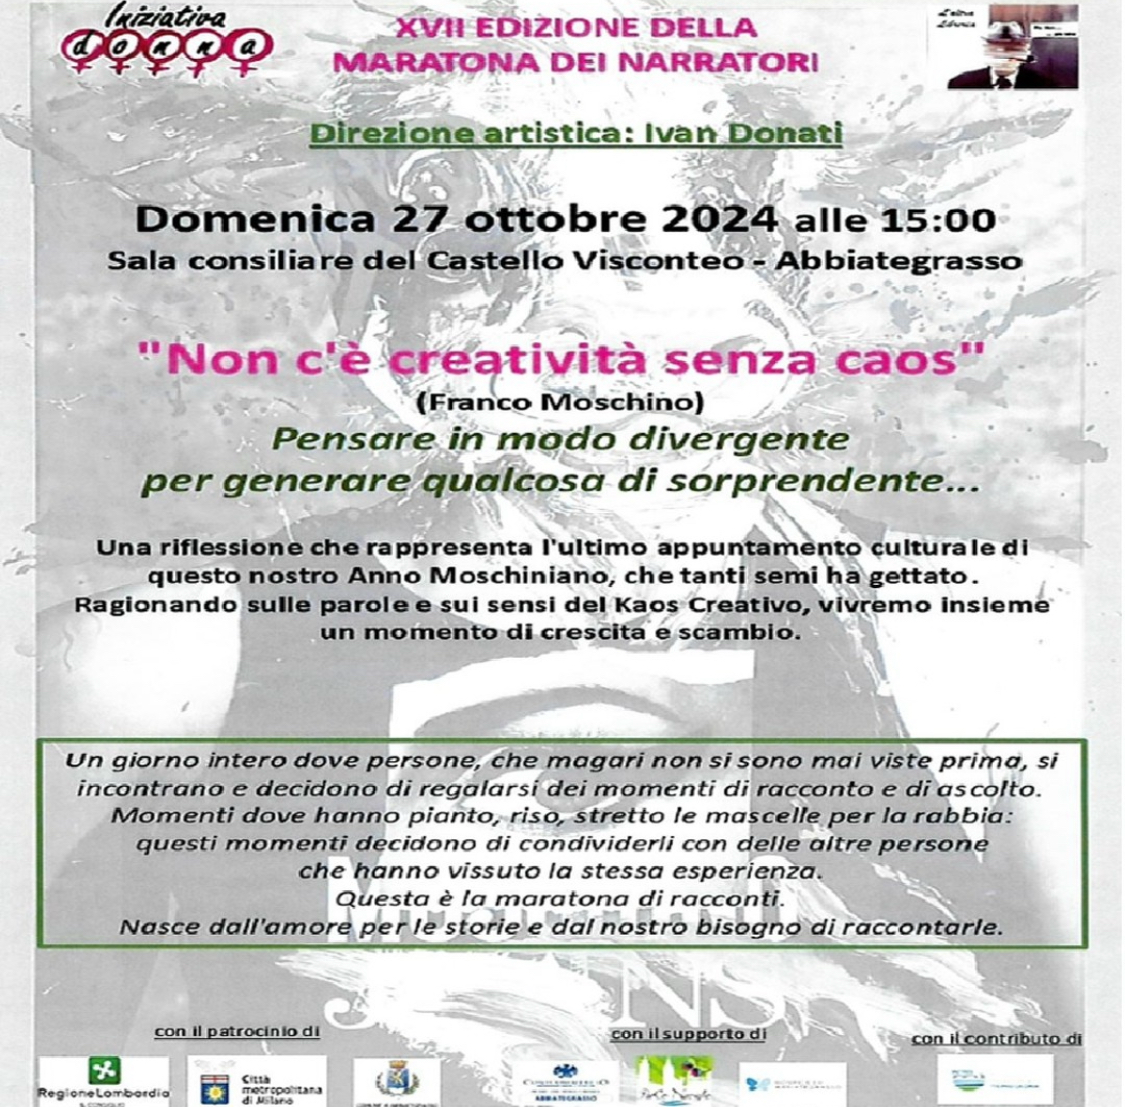 Iniziativa
donna
XVII EDIZIONE DELLA
MARATONA DEI NARRATORI
Direzione artistica: Ivan Donati
Domenica 27 ottobre 2024 alle 15:00
Sala consiliare del Castello Visconteo - Abbiategrasso
"Non c'è creatività senza caos"
(Franco Moschino)
Pensare in modo divergente
per generare qualcosa di sorprendente...
Una riflessione che rappresenta l'ultimo appuntamento culturale di
questo nostro Anno Moschiniano, che tanti semi ha gettato.
Ragionando sulle parole e sui sensi del Kaos Creativo, vivremo insieme
un momento di crescita e scambio.
Un giorno intero dove persone, che magari non si sono mai viste prima, si
incontrano e decidono di regalarsi dei momenti di racconto e di ascolto.
Momenti dove hanno pianto, riso, stretto le mascelle per la rabbia:
questi momenti decidono di condividerli con delle altre persone
che hanno vissuto la stessa esperienza.
Questa è la maratona di racconti.
Nasce dall'amore per le storie e dal nostro bisogno di raccontarle.
con il patrocinio di
con il supporto di
con il contributo di
RegioneLombardia
Città
metropolitana
di Milano
ABBIATEGRASSO